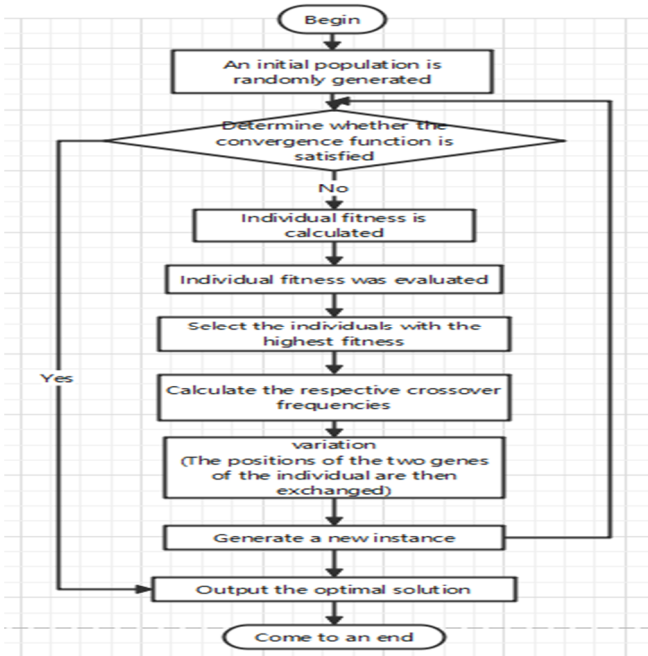 Begin
An initial population is
randomly generated
Determine whether the
convergence function is
satisfied
No
Individual fitness is
calculated
Individual fitness was evaluated
Select the individuals with the
highest fitness
Yes
Calculate the respective crossover
frequencies
variation
(The positions of the two genes
of the individual are then
exchanged)
Generate a new instance
Output the optimal solution
Come to an end